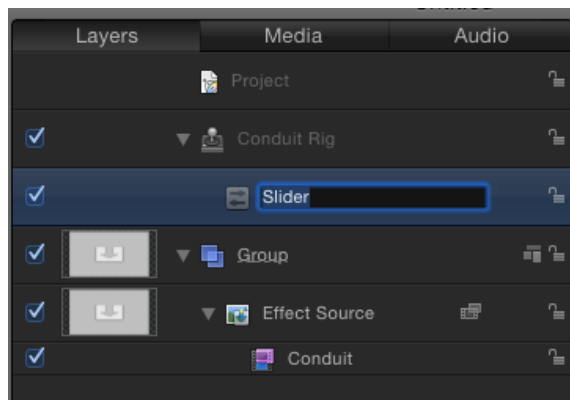 Layers Media Audio
Project
Conduit Rig
Slider
Group
Effect Source
Conduit